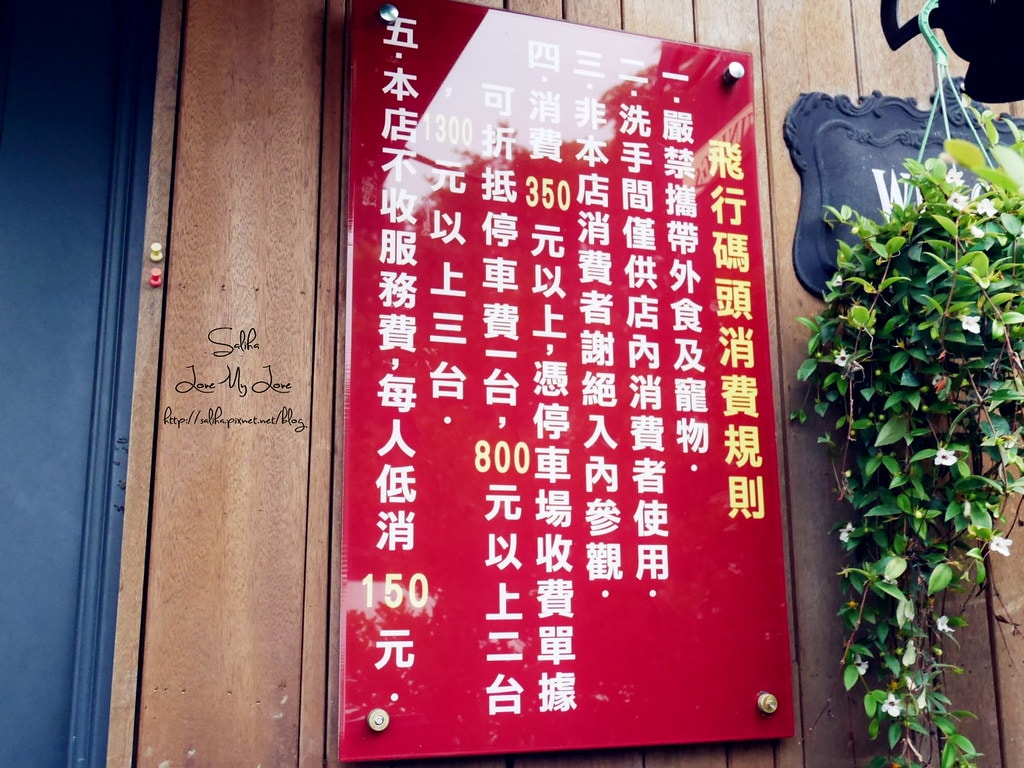 飛行碼頭消費規則
一.嚴禁攜帶外食及寵物.
二.洗手間僅供店內消費者使用.
三.非本店消費者謝絕入內參觀.
四.消費350元以上,憑停車場收費單據
可折抵停車費一台,800元以上二台
,1300元以上三台.
五.本店不收服務費,每人低消150元.
Saliha
Love My Love
http://saliha.pixnet.net/blog